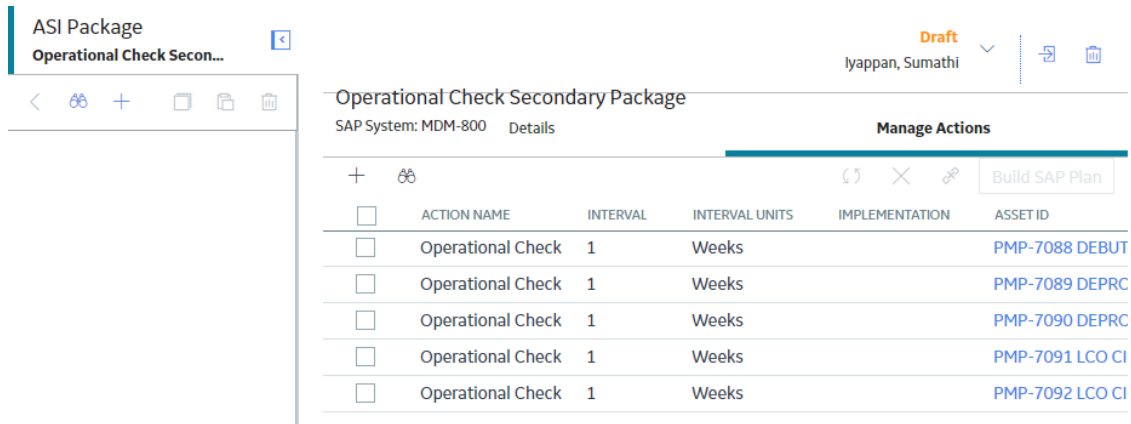 ASI Package
Operational Check Secon...
Draft
Iyappan, Sumathi
Operational Check Secondary Package
SAP System: MDM-800 Details Manage Actions
Build SAP Plan
ACTION NAME INTERVAL INTERVAL UNITS IMPLEMENTATION ASSET ID
Operational Check 1 Weeks PMP-7088 DEBUT
Operational Check 1 Weeks PMP-7089 DEPRO
Operational Check 1 Weeks PMP-7090 DEPRO
Operational Check 1 Weeks PMP-7091 LCO CI
Operational Check 1 Weeks PMP-7092 LCO CI